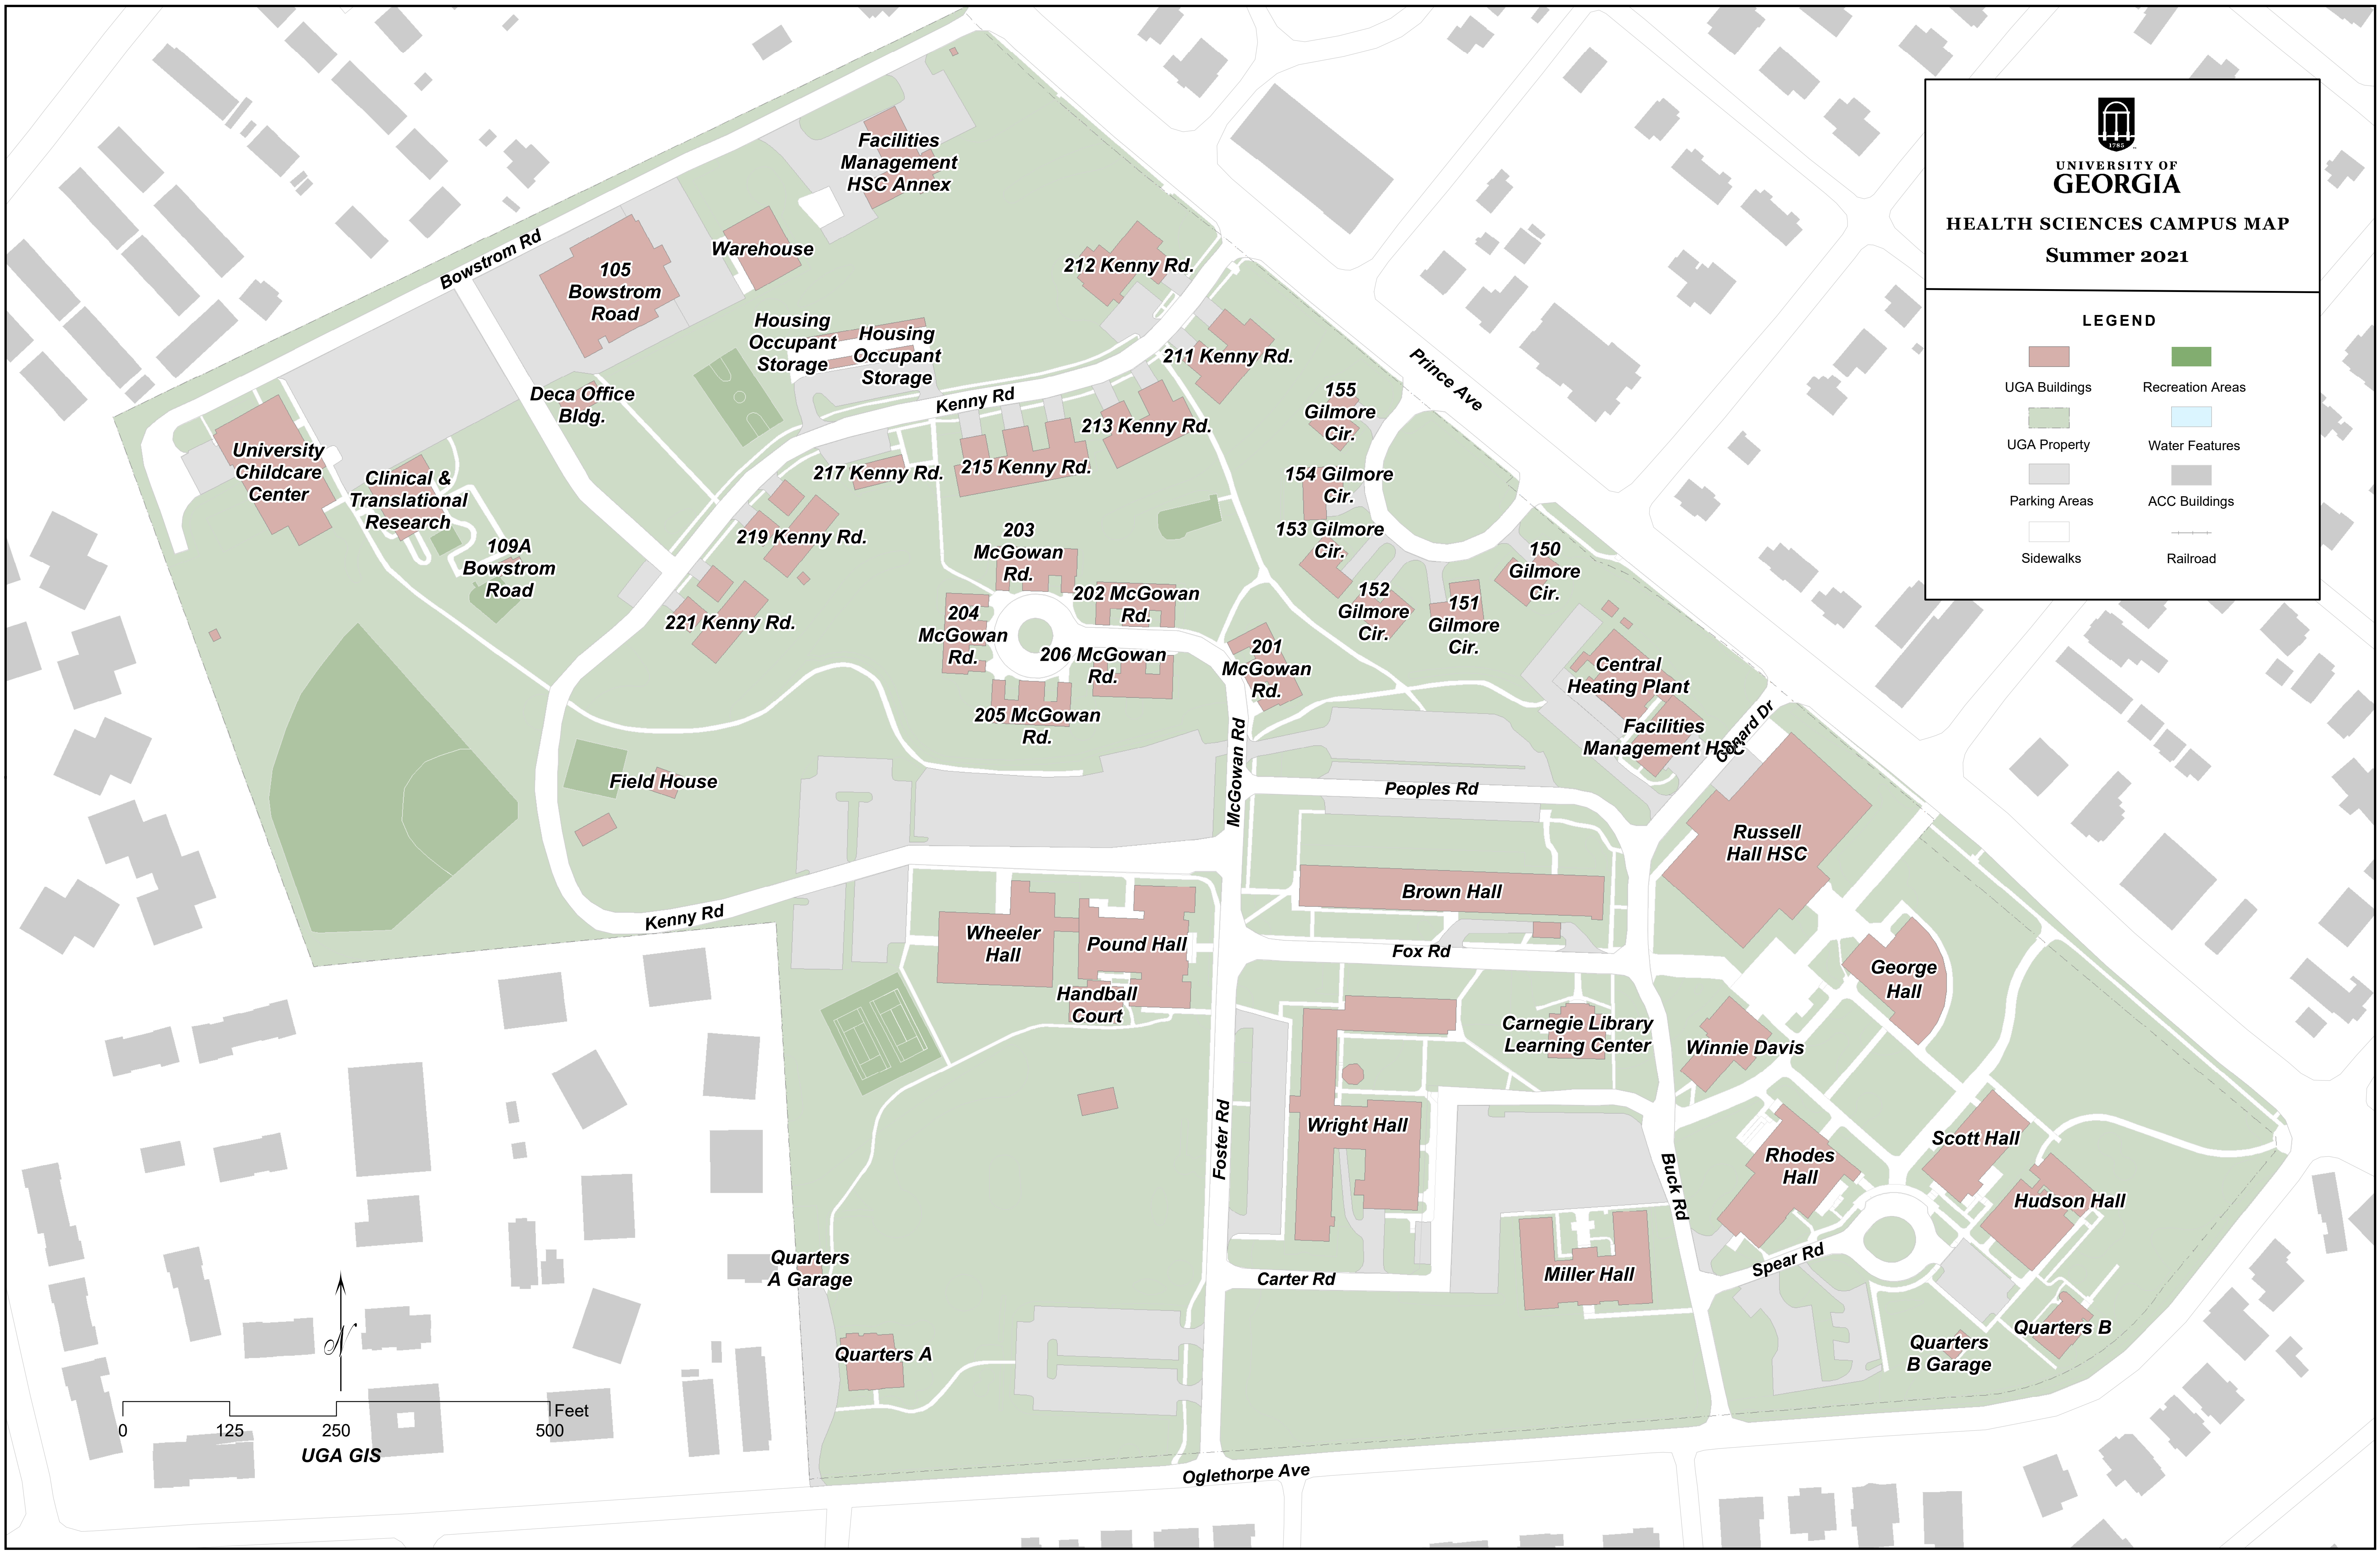 1785
UNIVERSITY OF
GEORGIA
HEALTH SCIENCES CAMPUS MAP
Summer 2021
LEGEND
UGA Buildings
Recreation Areas
UGA Property
Water Features
Parking Areas
ACC Buildings
Sidewalks
Railroad
Facilities
Management
HSC Annex
Bowstrom Rd
Warehouse
105
Bowstrom
Road
212 Kenny Rd.
Housing
Occupant
Storage
Housing
Occupant
Storage
211 Kenny Rd.
Prince Ave
Deca Office
Bldg.
Kenny Rd
155
Gilmore
Cir.
213 Kenny Rd.
University
Childcare
Center
Clinical &
Translational
Research
217 Kenny Rd.
215 Kenny Rd.
154 Gilmore
Cir.
109A
Bowstrom
Road
219 Kenny Rd.
203
McGowan
Rd.
153 Gilmore
Cir.
150
Gilmore
Cir.
221 Kenny Rd.
204
McGowan
Rd.
202 McGowan
Rd.
152
Gilmore
Cir.
151
Gilmore
Cir.
206 McGowan
Rd.
201
McGowan
Rd.
Central
Heating Plant
205 McGowan
Rd.
Facilities
Management HSC
Conard Dr
McGowan Rd
Field House
Peoples Rd
Russell
Hall HSC
Brown Hall
Kenny Rd
Wheeler
Hall
Pound Hall
Fox Rd
George
Hall
Handball
Court
Carnegie Library
Learning Center
Winnie Davis
Foster Rd
Wright Hall
Scott Hall
Rhodes
Hall
Buck Rd
Hudson Hall
Quarters
A Garage
Carter Rd
Miller Hall
Spear Rd
Quarters A
Quarters
B Garage
Quarters B
Oglethorpe Ave
N
Feet
0 125 250 500
UGA GIS